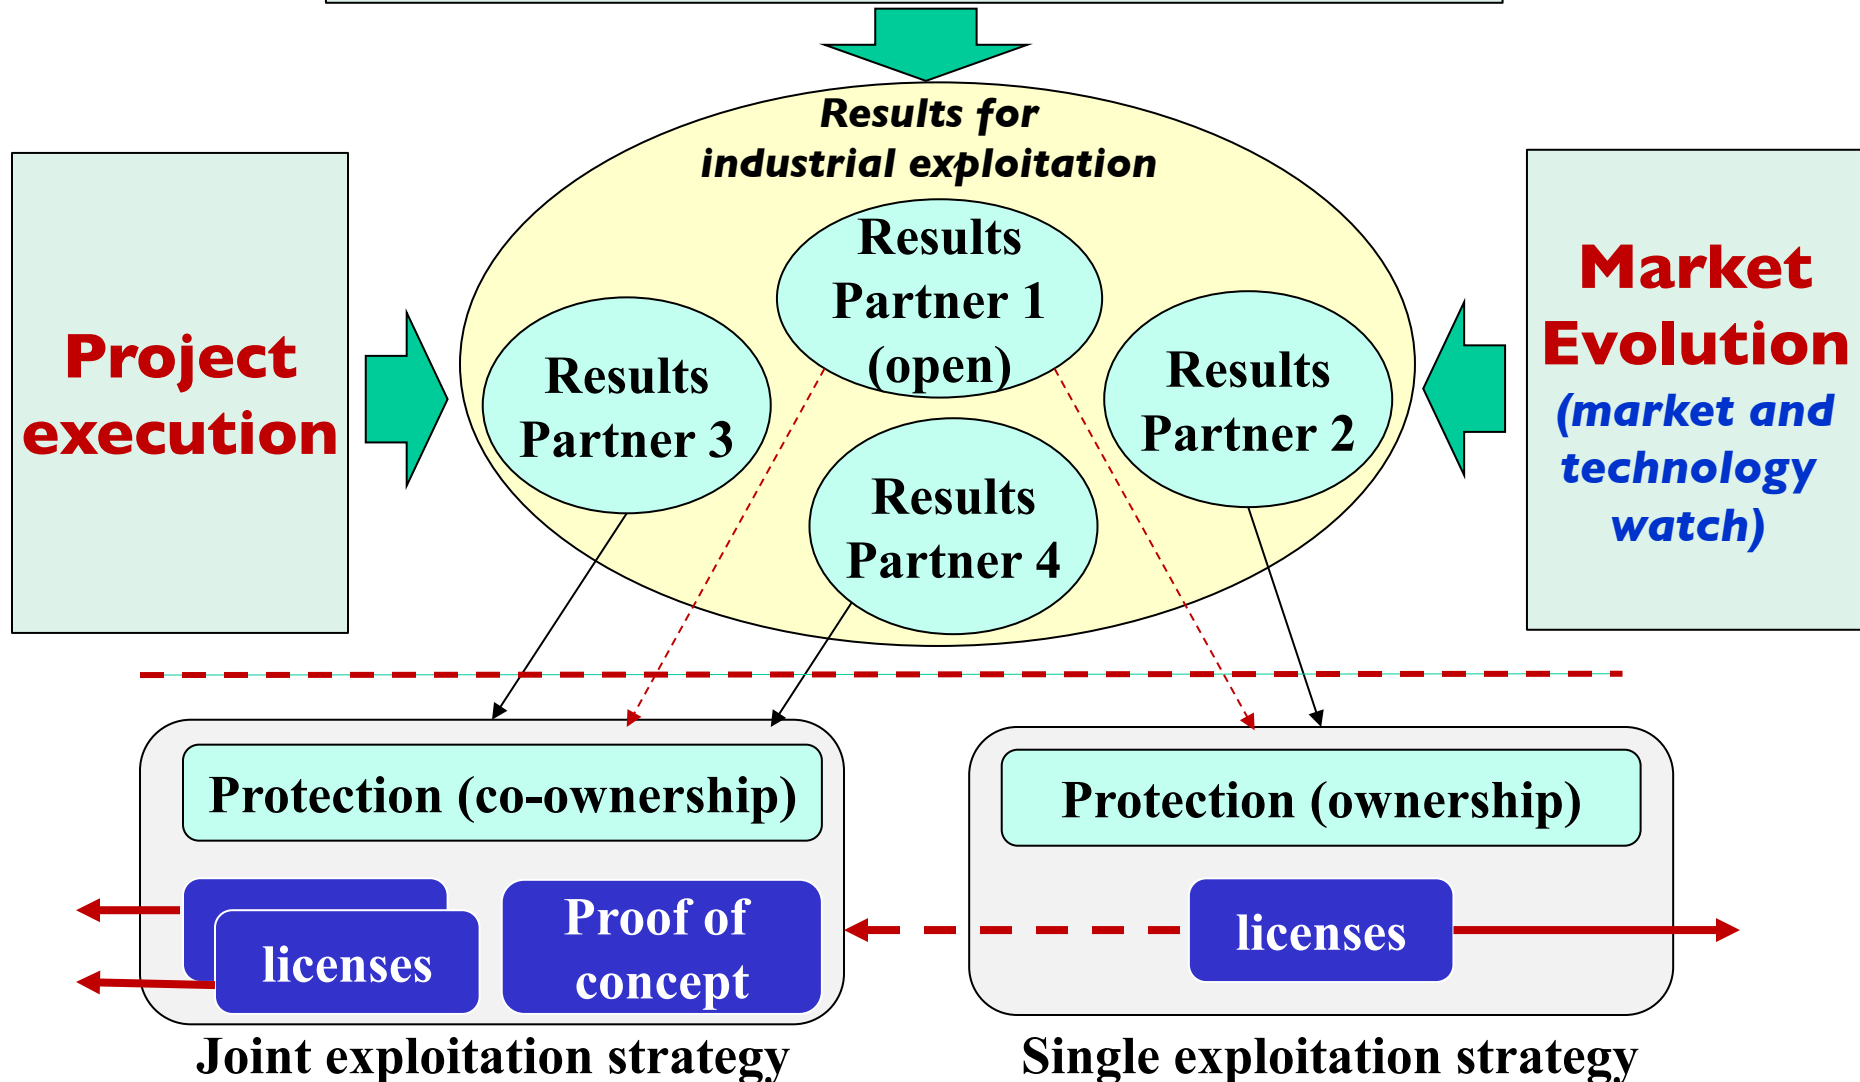 Results for
industrial exploitation
Project
execution
Results
Partner 1
(open)
Results
Partner 3
Results
Partner 2
Results
Partner 4
Market
Evolution
(market and
technology
watch)
Protection (co-ownership)
Protection (ownership)
licenses
Proof of
concept
licenses
Joint exploitation strategy
Single exploitation strategy